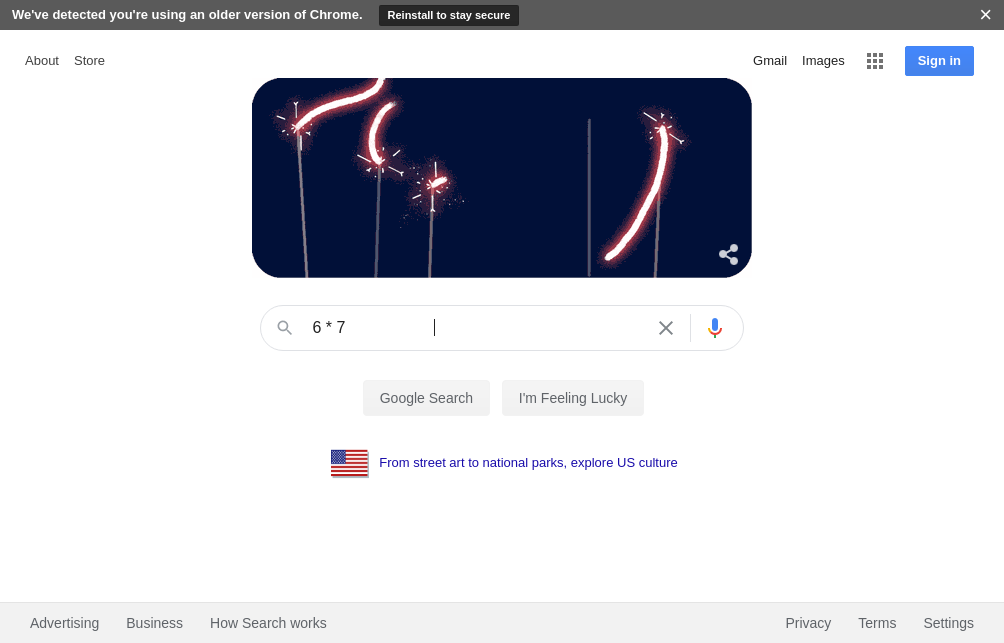 We've detected you're using an older version of Chrome. Reinstall to stay secure
About Store Gmail Images Sign in
6 * 7
Google Search I'm Feeling Lucky
From street art to national parks, explore US culture
Advertising Business How Search works Privacy Terms Settings